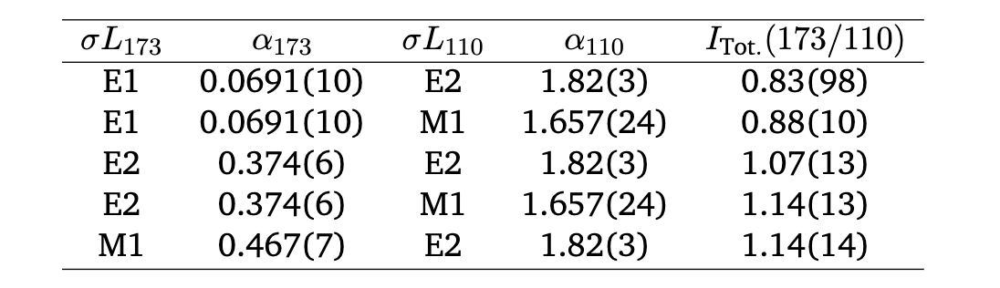 σL₁₇₃ α₁₇₃ σL₁₁₀ α₁₁₀ I_Tot.(173/110)
E1 0.0691(10) E2 1.82(3) 0.83(98)
E1 0.0691(10) M1 1.657(24) 0.88(10)
E2 0.374(6) E2 1.82(3) 1.07(13)
E2 0.374(6) M1 1.657(24) 1.14(13)
M1 0.467(7) E2 1.82(3) 1.14(14)